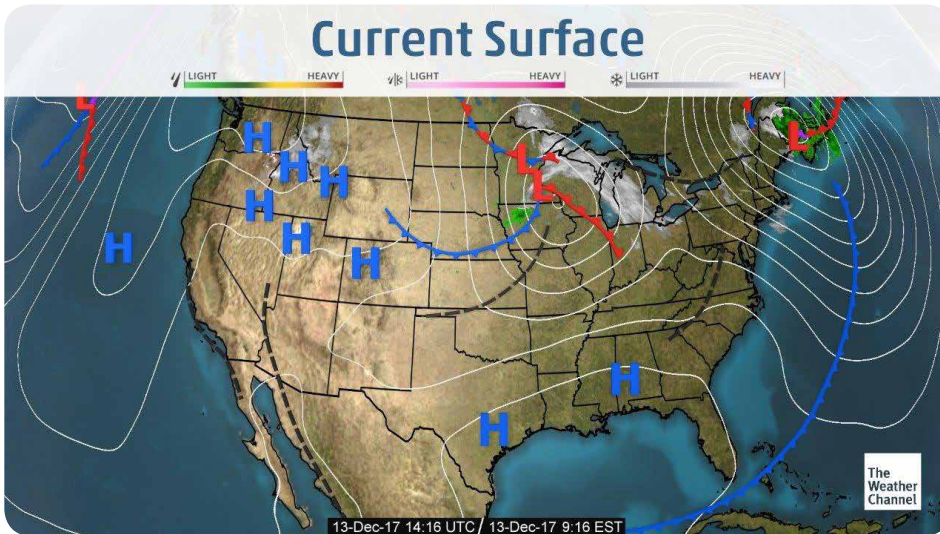 Current Surface
LIGHT HEAVY LIGHT HEAVY LIGHT HEAVY
L
H
L
H
L
H
H
L
H
H
H
H
H
H
The
Weather
Channel
13-Dec-17 14:16 UTC / 13-Dec-17 9:16 EST